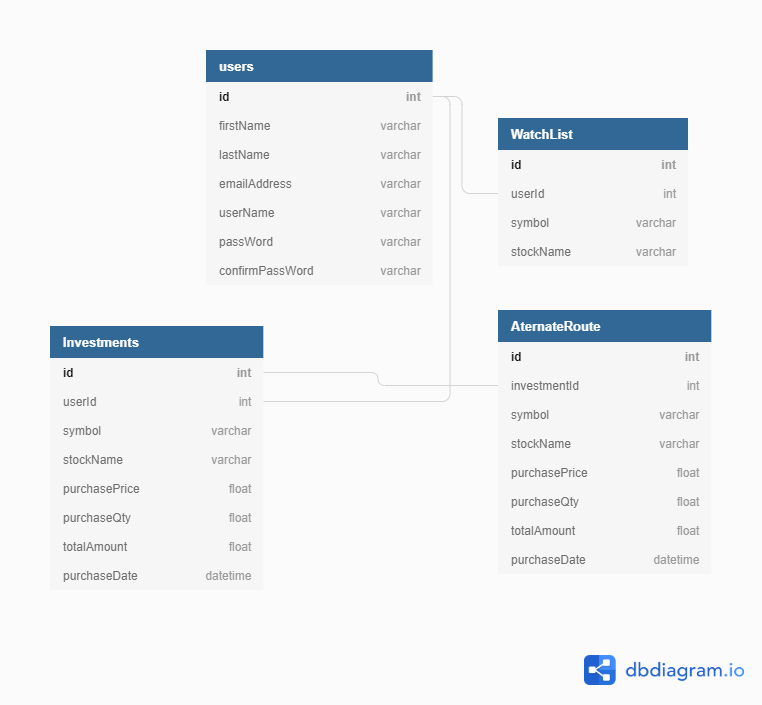 users
id int
firstName varchar
lastName varchar
emailAddress varchar
userName varchar
passWord varchar
confirmPassWord varchar
WatchList
id int
userId int
symbol varchar
stockName varchar
Investments
id int
userId int
symbol varchar
stockName varchar
purchasePrice float
purchaseQty float
totalAmount float
purchaseDate datetime
AternateRoute
id int
investmentId int
symbol varchar
stockName varchar
purchasePrice float
purchaseQty float
totalAmount float
purchaseDate datetime
dbdiagram.io